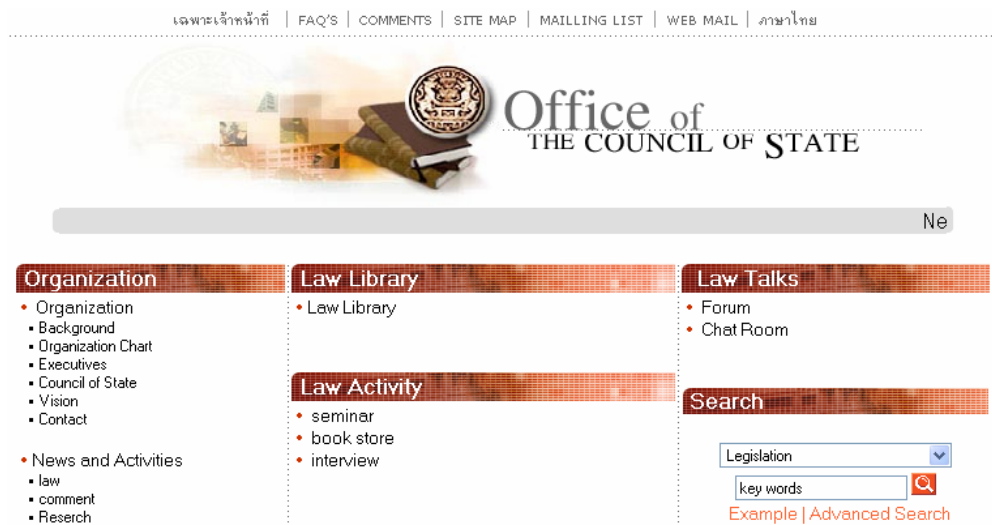 เฉพาะเจ้าหน้าที่ | FAQ'S | COMMENTS | SITE MAP | MAILLING LIST | WEB MAIL | ภาษาไทย
Office of
THE COUNCIL OF STATE
Ne
Organization
• Organization
▪ Background
▪ Organization Chart
▪ Executives
▪ Council of State
▪ Vision
▪ Contact
• News and Activities
▪ law
▪ comment
▪ Reserch
Law Library
• Law Library
Law Activity
• seminar
• book store
• interview
Law Talks
• Forum
• Chat Room
Search
Legislation
key words
Example | Advanced Search